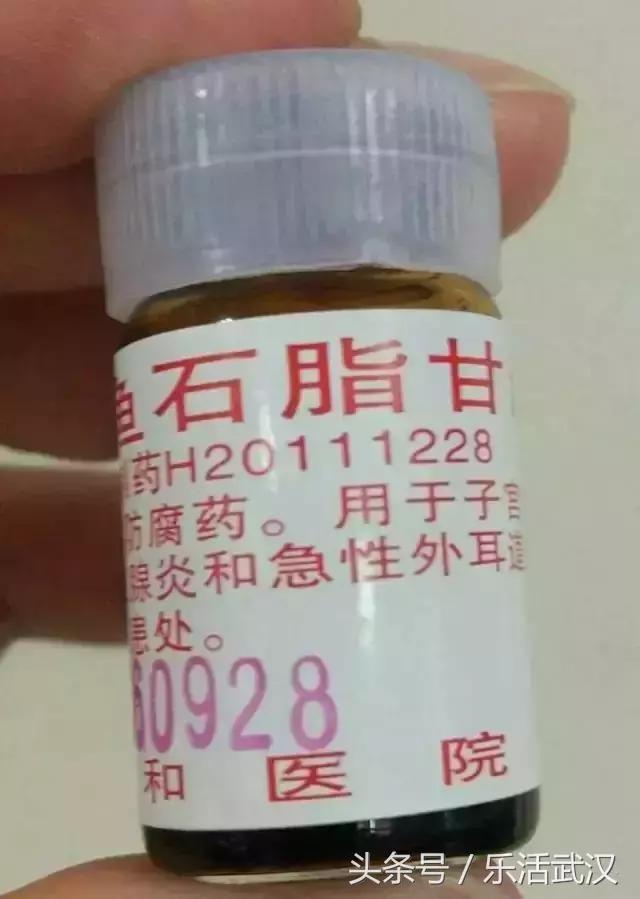 鱼石脂甘
药H20111228
防腐药。用于子宫
腺炎和急性外耳道
患处。
60928
和医院
头条号 / 乐活武汉